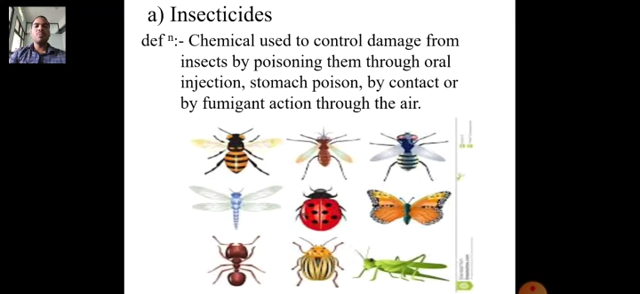 a) Insecticides
def ⁿ:- Chemical used to control damage from
insects by poisoning them through oral
injection, stomach poison, by contact or
by fumigant action through the air.